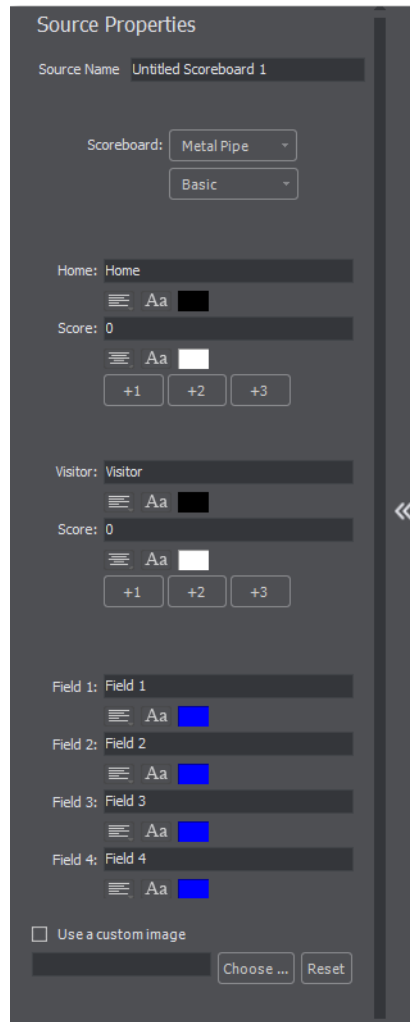 Source Properties
Source Name Untitled Scoreboard 1
Scoreboard: Metal Pipe
Basic
Home: Home
Aa
Score: 0
Aa
+1 +2 +3
Visitor: Visitor
Aa
Score: 0
Aa
+1 +2 +3
Field 1: Field 1
Aa
Field 2: Field 2
Aa
Field 3: Field 3
Aa
Field 4: Field 4
Aa
Use a custom image
Choose ... Reset